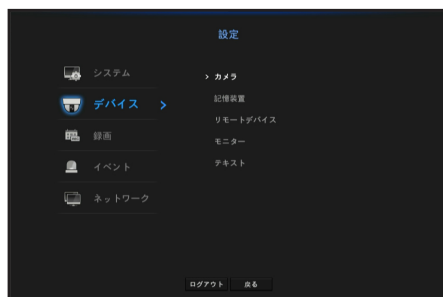 設定
システム
デバイス >
録画
イベント
ネットワーク
> カメラ
記憶装置
リモートデバイス
モニター
テキスト
ログアウト 戻る